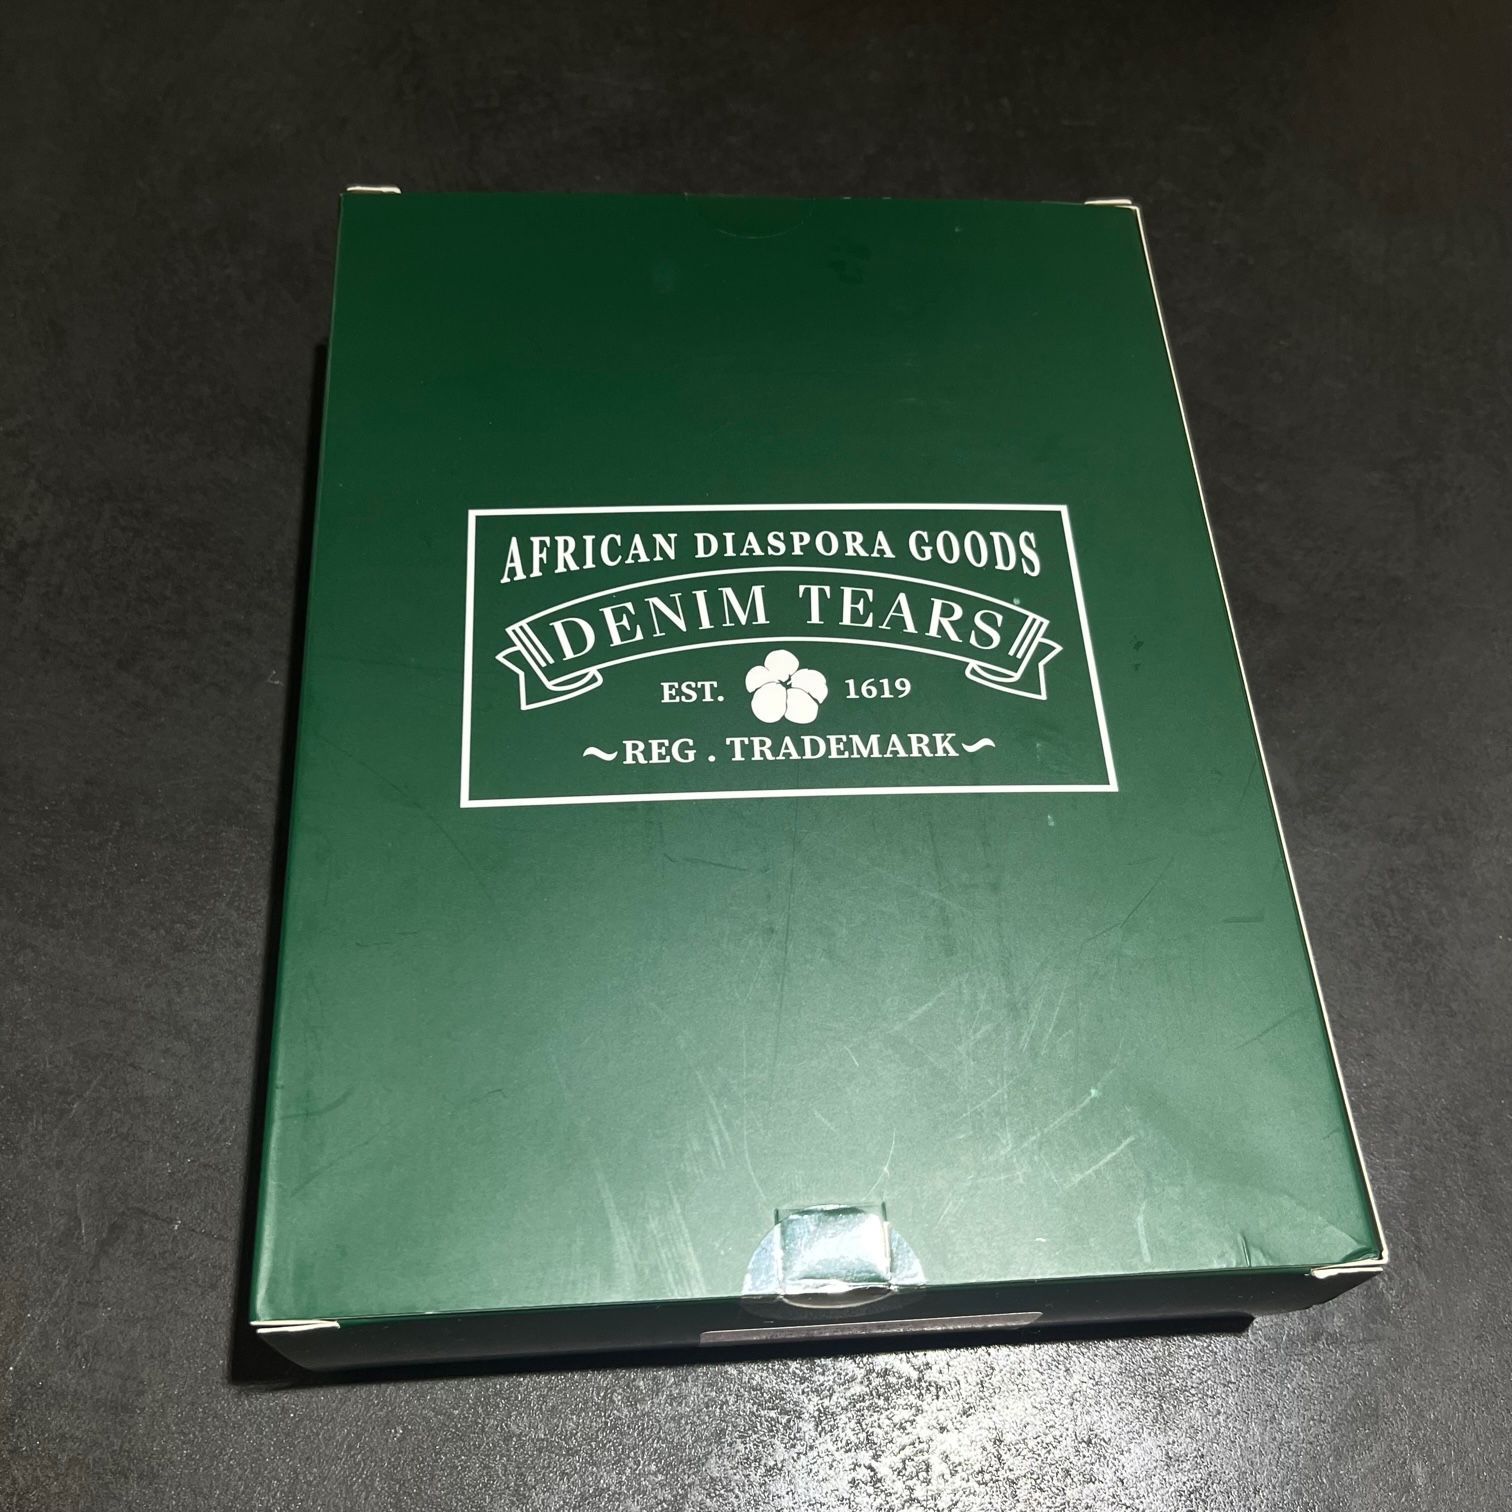 AFRICAN DIASPORA GOODS
DENIM TEARS
EST. 1619
~REG . TRADEMARK~